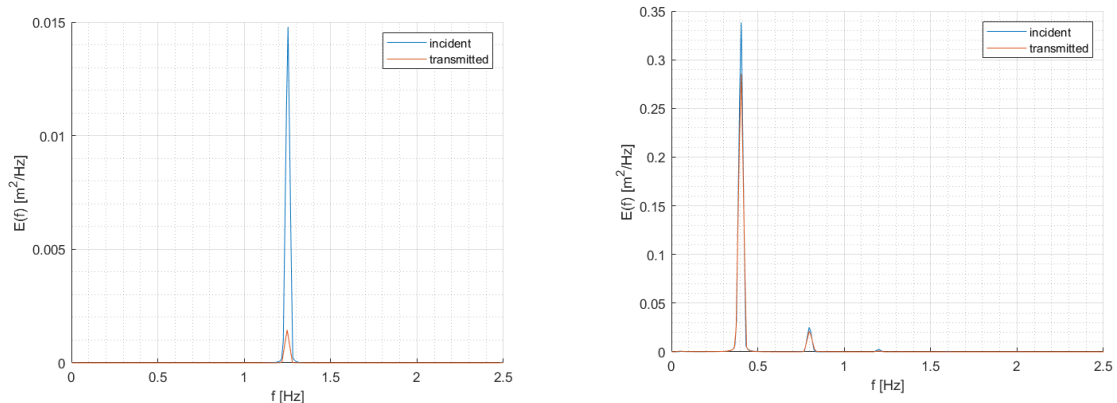 0.015
0.01
0.005
0
E(f) [m²/Hz]
incident
transmitted
0 0.5 1 1.5 2 2.5
f [Hz]
0.35
0.3
0.25
0.2
0.15
0.1
0.05
0
E(f) [m²/Hz]
incident
transmitted
0 0.5 1 1.5 2 2.5
f [Hz]